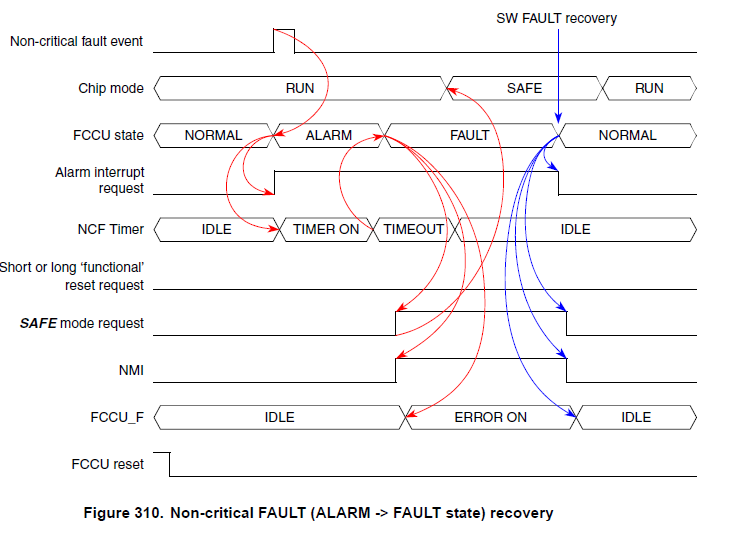 SW FAULT recovery
Non-critical fault event
Chip mode
RUN
SAFE
RUN
FCCU state
NORMAL
ALARM
FAULT
NORMAL
Alarm interrupt
request
NCF Timer
IDLE
TIMER ON
TIMEOUT
IDLE
Short or long ‘functional’
reset request
SAFE mode request
NMI
FCCU_F
IDLE
ERROR ON
IDLE
FCCU reset
Figure 310. Non-critical FAULT (ALARM -> FAULT state) recovery